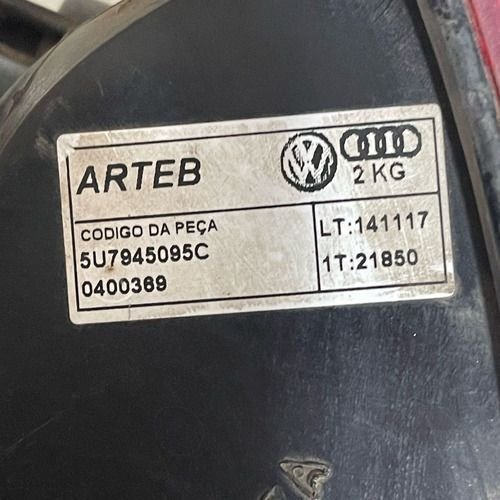 ARTEB
2 KG
CODIGO DA PEÇA
5U7945095C
0400369
LT:141117
1T:21850